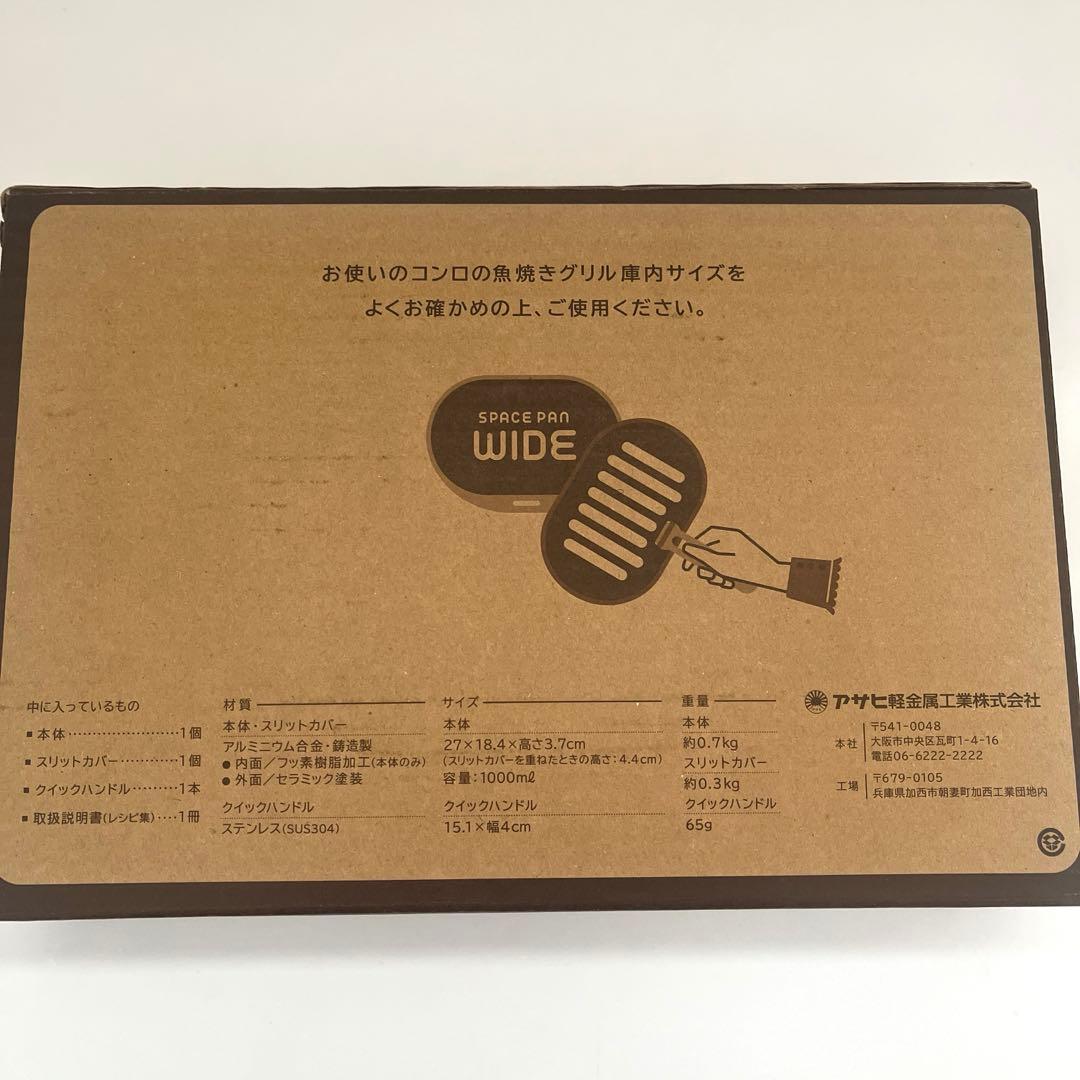 お使いのコンロの魚焼きグリル庫内サイズを
よくお確かめの上、ご使用ください。
SPACE PAN
WIDE
中に入っているもの
■ 本体……………………1個
■ スリットカバー…………1個
■ クイックハンドル………1本
■ 取扱説明書(レシピ集)‥‥1冊
材質
本体・スリットカバー
アルミニウム合金・鋳造製
● 内面/フッ素樹脂加工(本体のみ)
● 外面/セラミック塗装
クイックハンドル
ステンレス(SUS304)
サイズ
本体
27×18.4×高さ3.7cm
(スリットカバーを重ねたときの高さ:4.4cm)
容量:1000mℓ
クイックハンドル
15.1×幅4cm
重量
本体
約0.7kg
スリットカバー
約0.3kg
クイックハンドル
65g
アサヒ軽金属工業株式会社
本社
〒541-0048
大阪市中央区瓦町1-4-16
電話06-6222-2222
工場
〒679-0105
兵庫県加西市朝妻町加西工業団地内